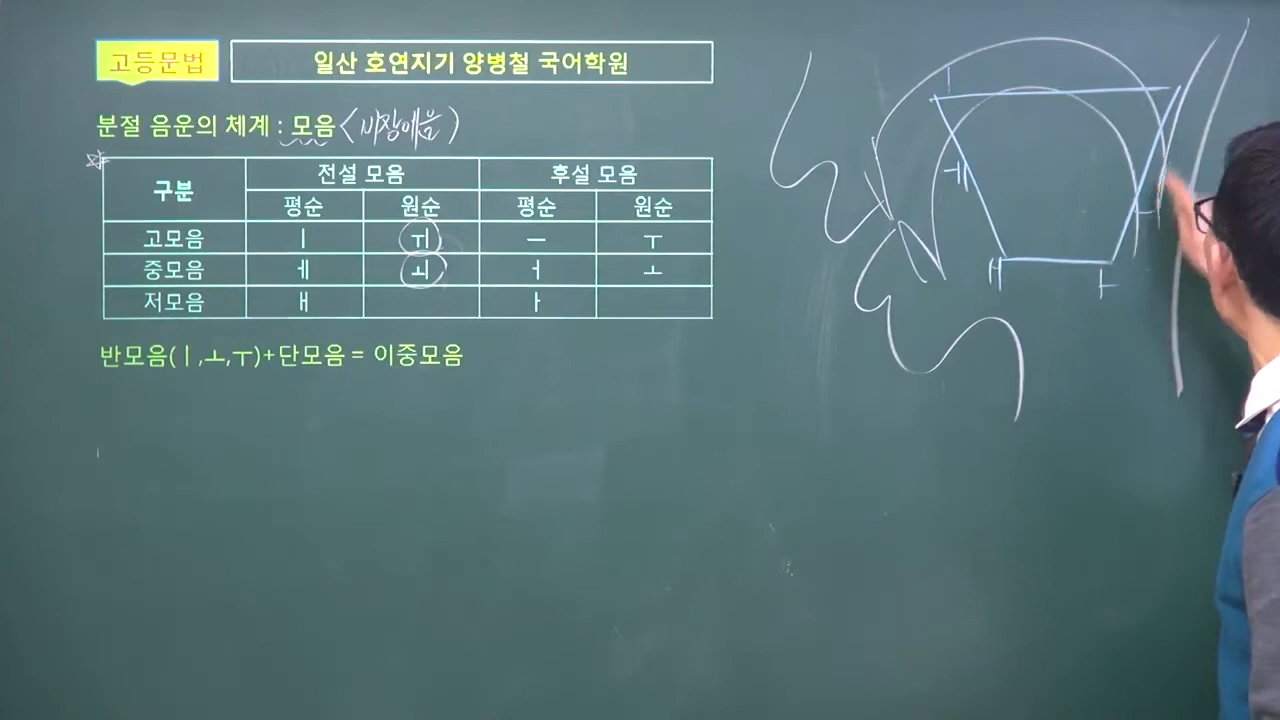 고등문법
일산 호연지기 양병철 국어학원
분절 음운의 체계 : 모음
구분 전설 모음 후설 모음
평순 원순 평순 원순
고모음 ㅣ ㅟ ㅡ ㅜ
중모음 ㅔ ㅚ ㅓ ㅗ
저모음 ㅐ ㅏ
반모음(ㅣ,ㅗ,ㅜ)+단모음 = 이중모음
ㅣ
ㅔ
ㅓ
ㅐ
ㅏ